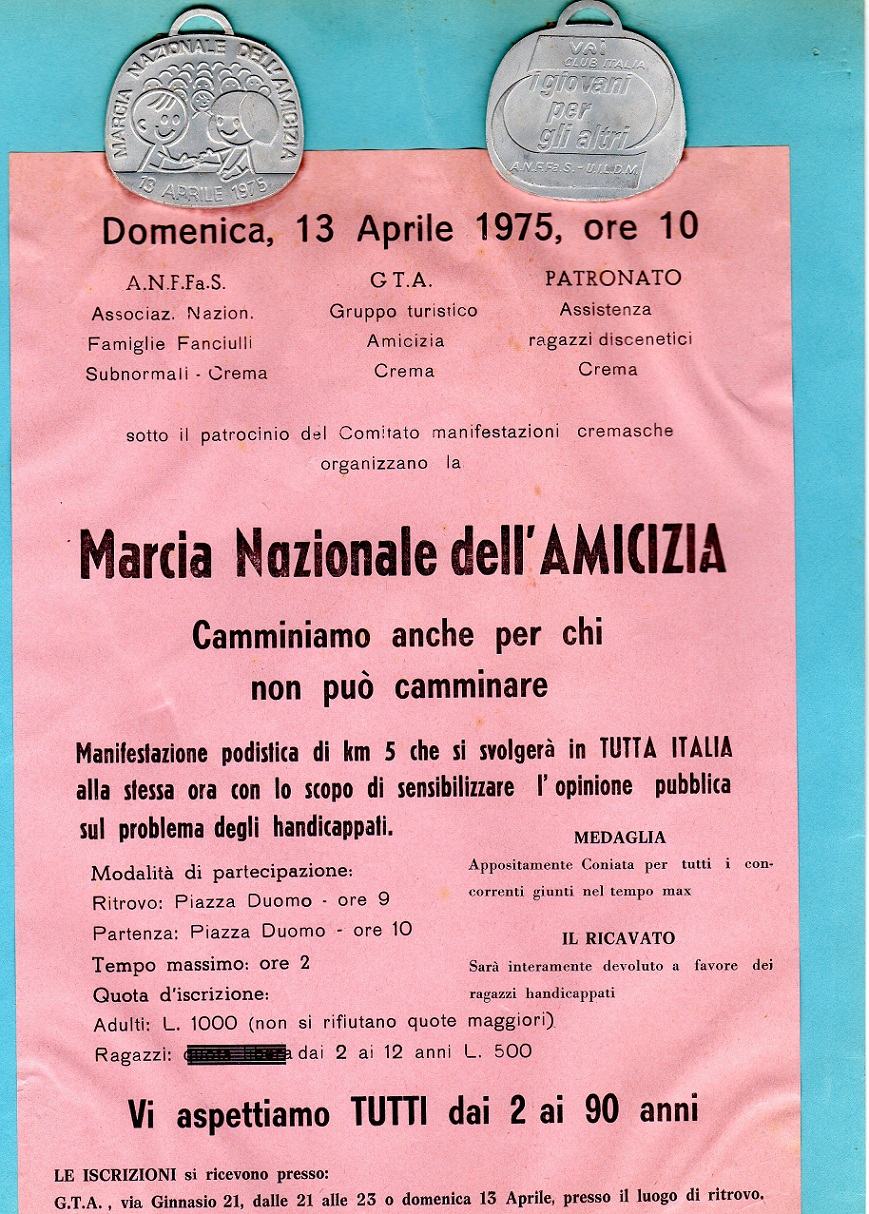 MARCIA NAZIONALE DELL'AMICIZIA
13 APRILE 1975
VAI
CLUB ITALIA
i giovani
per
gli altri
A.N.F.Fa.S. - U.I.L.D.M.
Domenica, 13 Aprile 1975, ore 10
A.N.F.Fa.S.
Associaz. Nazion.
Famiglie Fanciulli
Subnormali - Crema
G T.A.
Gruppo turistico
Amicizia
Crema
PATRONATO
Assistenza
ragazzi discenetici
Crema
sotto il patrocinio del Comitato manifestazioni cremasche
organizzano la
Marcia Nazionale dell'AMICIZIA
Camminiamo anche per chi
non può camminare
Manifestazione podistica di km 5 che si svolgerà in TUTTA ITALIA
alla stessa ora con lo scopo di sensibilizzare l'opinione pubblica
sul problema degli handicappati.
Modalità di partecipazione:
Ritrovo: Piazza Duomo - ore 9
Partenza: Piazza Duomo - ore 10
Tempo massimo: ore 2
Quota d'iscrizione:
Adulti: L. 1000 (non si rifiutano quote maggiori)
Ragazzi: dai 2 ai 12 anni L. 500
MEDAGLIA
Appositamente Coniata per tutti i con-
correnti giunti nel tempo max
IL RICAVATO
Sarà interamente devoluto a favore dei
ragazzi handicappati
Vi aspettiamo TUTTI dai 2 ai 90 anni
LE ISCRIZIONI si ricevono presso:
G.T.A., via Ginnasio 21, dalle 21 alle 23 o domenica 13 Aprile, presso il luogo di ritrovo.